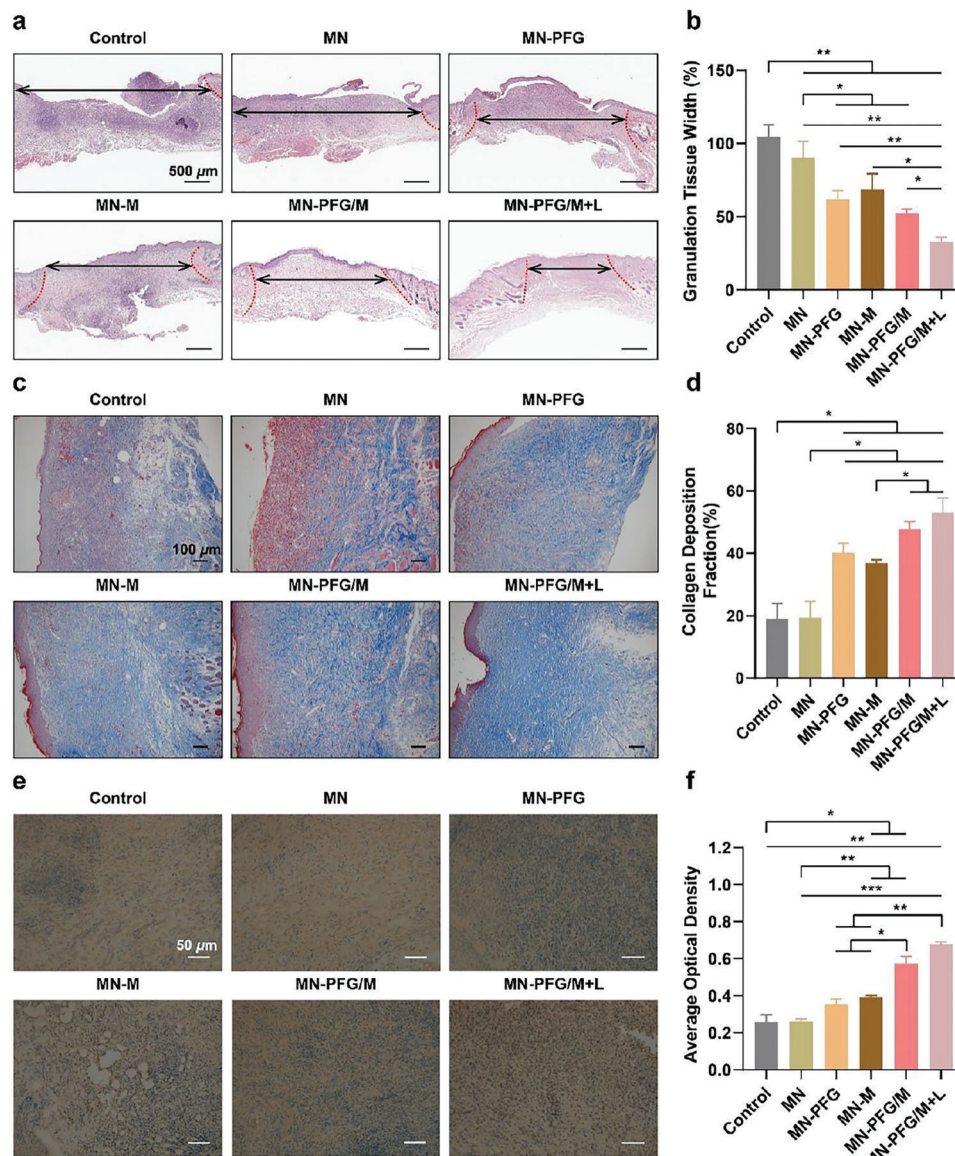 a
Control
MN
MN-PFG
500 μm
MN-M
MN-PFG/M
MN-PFG/M+L
b
Granulation Tissue Width (%)
150
100
50
0
**
*
**
**
*
*
Control
MN
MN-PFG
MN-M
MN-PFG/M
MN-PFG/M+L
c
Control
MN
MN-PFG
100 μm
MN-M
MN-PFG/M
MN-PFG/M+L
d
Collagen Deposition
Fraction(%)
80
60
40
20
0
*
*
*
Control
MN
MN-PFG
MN-M
MN-PFG/M
MN-PFG/M+L
e
Control
MN
MN-PFG
50 μm
MN-M
MN-PFG/M
MN-PFG/M+L
f
Average Optical Density
1.2
1.0
0.8
0.6
0.4
0.2
0.0
*
**
**
***
**
*
Control
MN
MN-PFG
MN-M
MN-PFG/M
MN-PFG/M+L